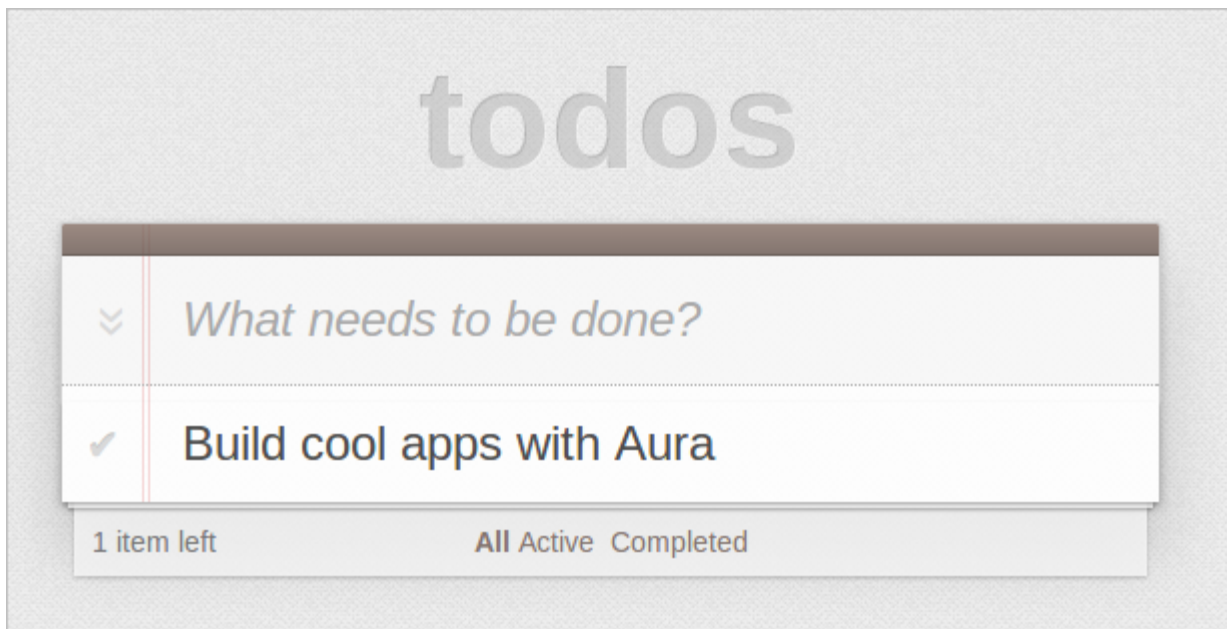 todos
What needs to be done?
Build cool apps with Aura
1 item left All Active Completed